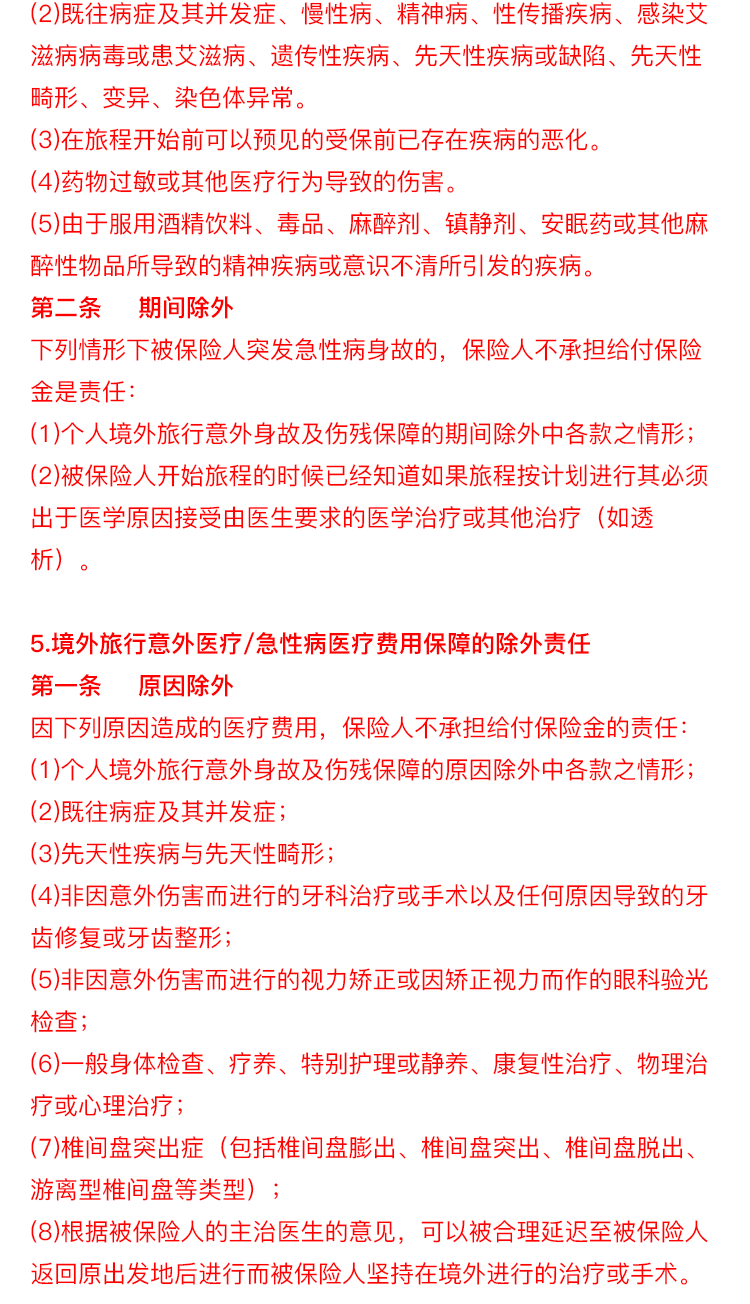 (2)既往病症及其并发症、慢性病、精神病、性传播疾病、感染艾
滋病病毒或患艾滋病、遗传性疾病、先天性疾病或缺陷、先天性
畸形、变异、染色体异常。
(3)在旅程开始前可以预见的受保前已存在疾病的恶化。
(4)药物过敏或其他医疗行为导致的伤害。
(5)由于服用酒精饮料、毒品、麻醉剂、镇静剂、安眠药或其他麻
醉性物品所导致的精神疾病或意识不清所引发的疾病。
第二条 期间除外
下列情形下被保险人突发急性病身故的，保险人不承担给付保险
金是责任：
(1)个人境外旅行意外身故及伤残保障的期间除外中各款之情形；
(2)被保险人开始旅程的时候已经知道如果旅程按计划进行其必须
出于医学原因接受由医生要求的医学治疗或其他治疗（如透
析）。
5.境外旅行意外医疗/急性病医疗费用保障的除外责任
第一条 原因除外
因下列原因造成的医疗费用，保险人不承担给付保险金的责任：
(1)个人境外旅行意外身故及伤残保障的原因除外中各款之情形；
(2)既往病症及其并发症；
(3)先天性疾病与先天性畸形；
(4)非因意外伤害而进行的牙科治疗或手术以及任何原因导致的牙
齿修复或牙齿整形；
(5)非因意外伤害而进行的视力矫正或因矫正视力而作的眼科验光
检查；
(6)一般身体检查、疗养、特别护理或静养、康复性治疗、物理治
疗或心理治疗；
(7)椎间盘突出症（包括椎间盘膨出、椎间盘突出、椎间盘脱出、
游离型椎间盘等类型）；
(8)根据被保险人的主治医生的意见，可以被合理延迟至被保险人
返回原出发地后进行而被保险人坚持在境外进行的治疗或手术。